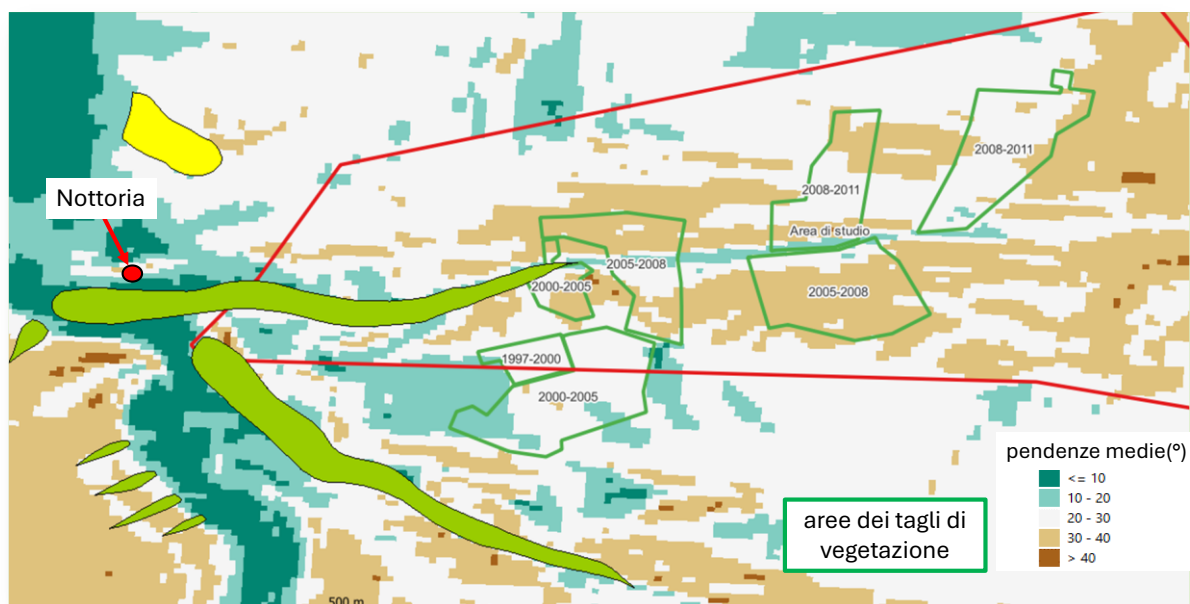 Nottoria
2008-2011
2008-2011
Area di studio
2005-2008
2000-2005
2005-2008
1997-2000
2000-2005
aree dei tagli di
vegetazione
pendenze medie(°)
<= 10
10 - 20
20 - 30
30 - 40
> 40
500 m